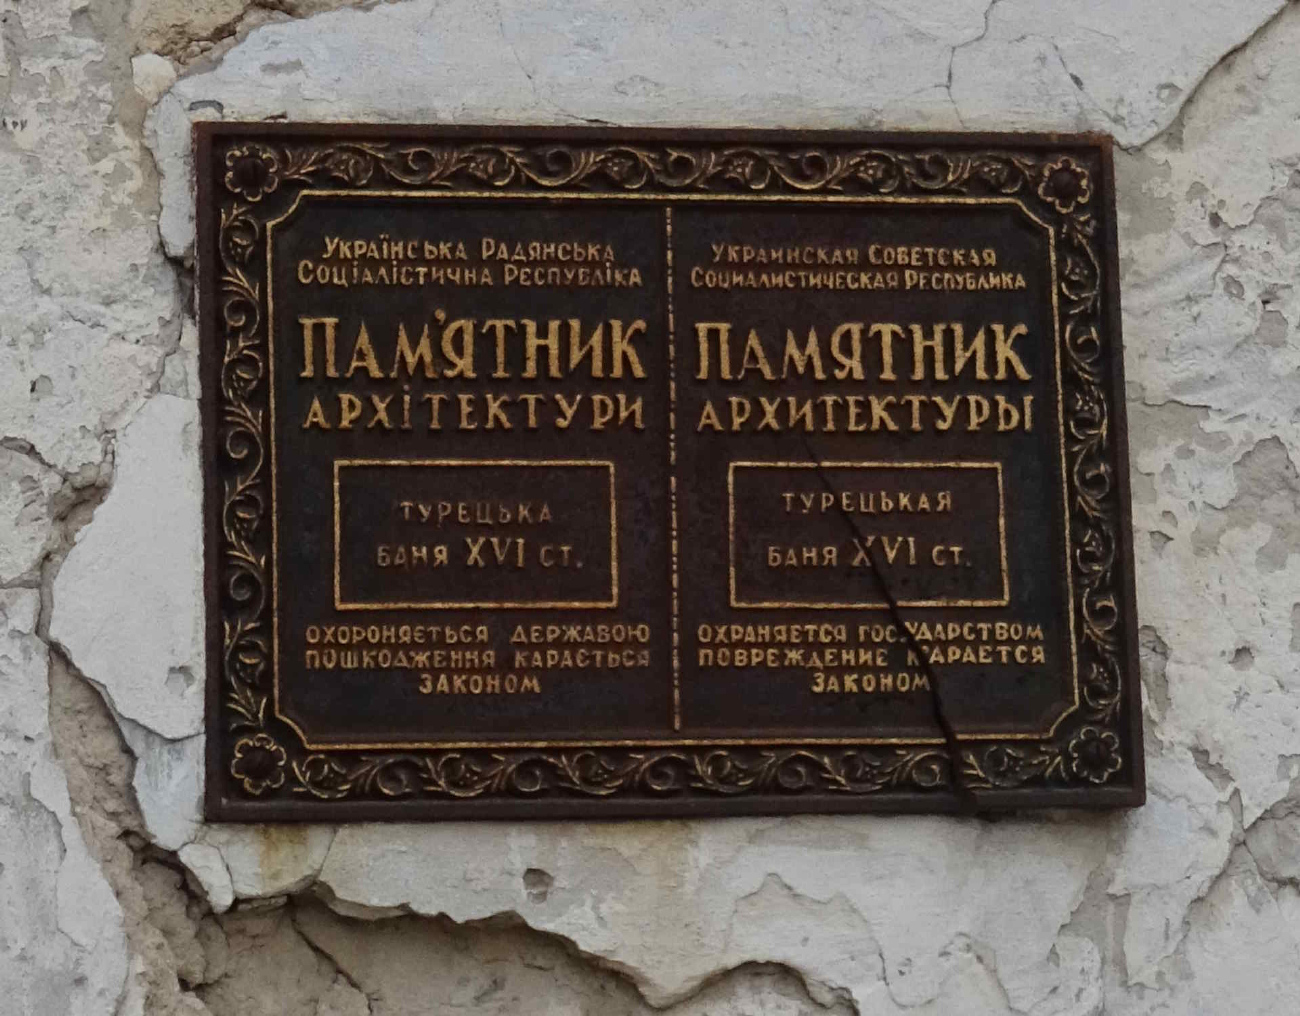 Українська Радянська
Соціалістична Республіка
Пам'ятник
архітектури
турецька
баня XVI ст.
охороняється державою
пошкодження карається
законом
Украинская Советская
Социалистическая Республика
Памятник
архитектуры
турецькая
баня XVI ст.
охраняется государством
повреждение карается
законом